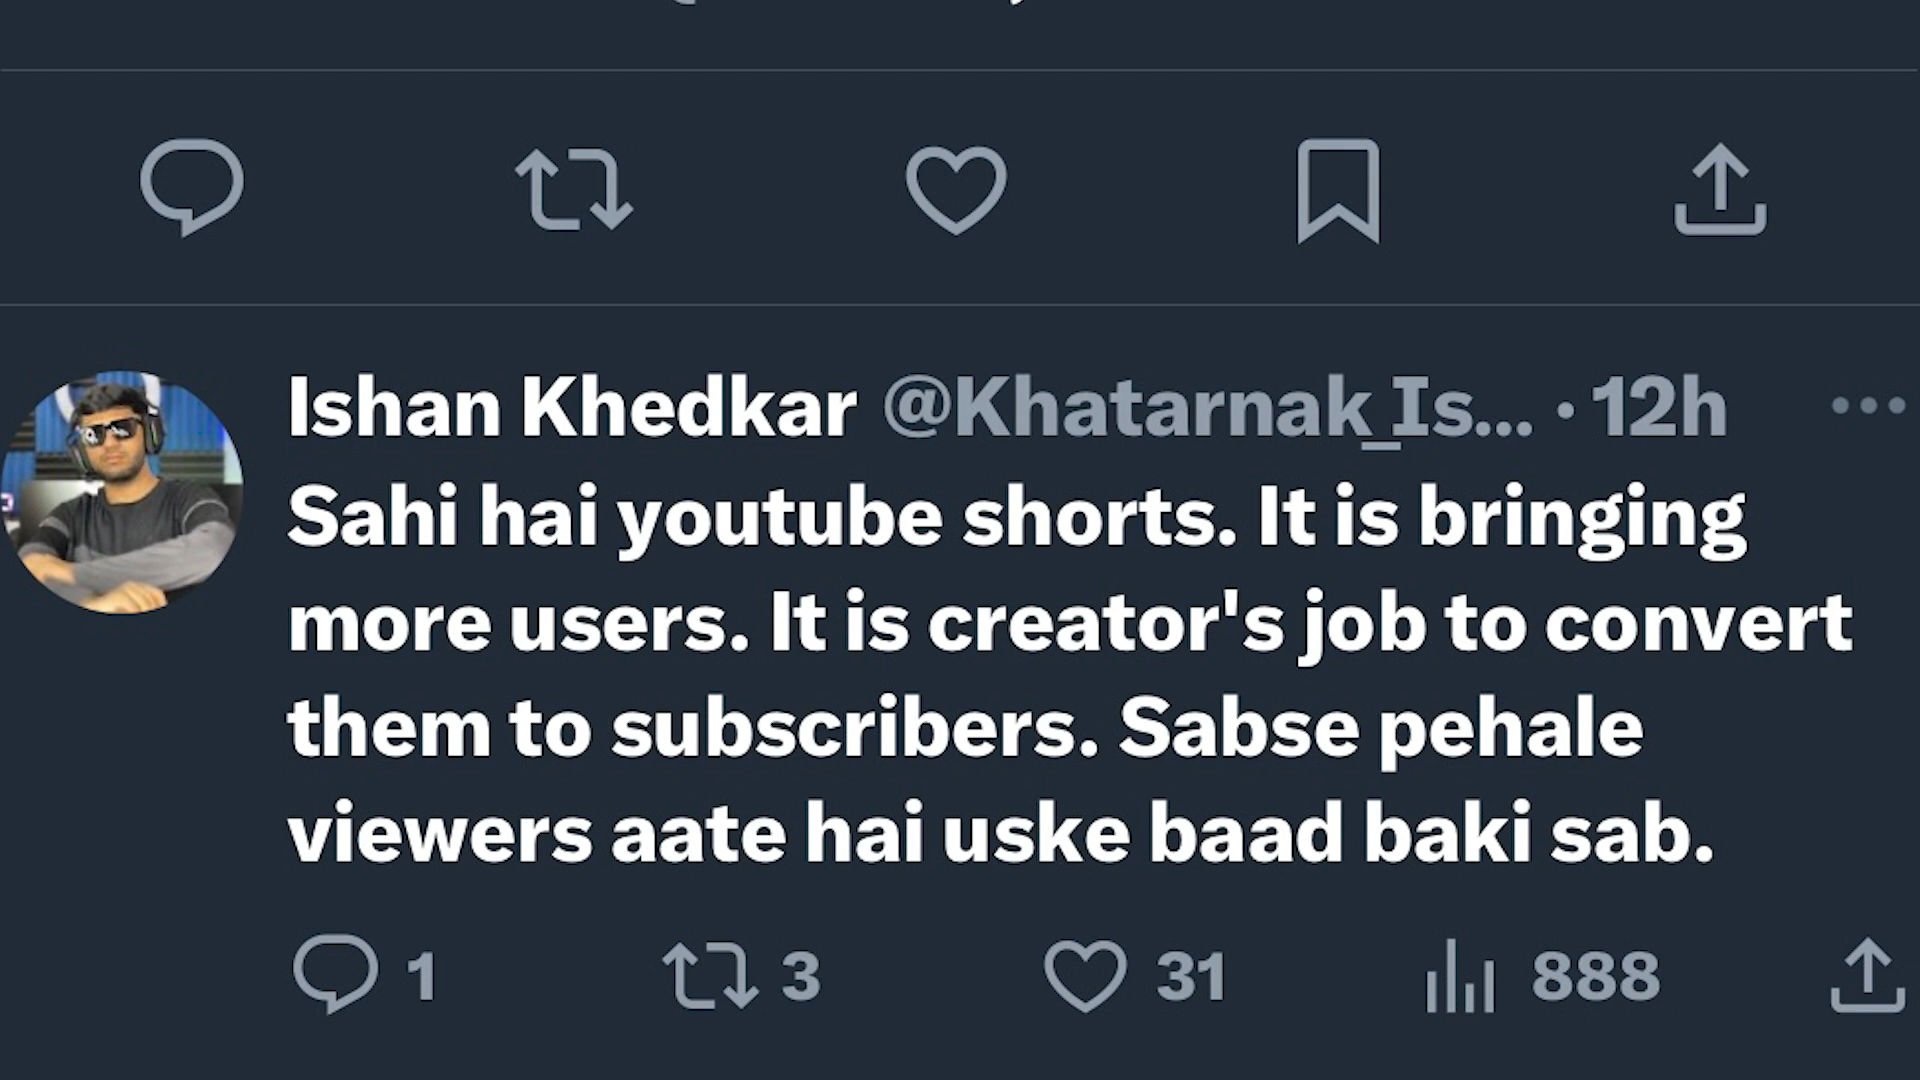 Ishan Khedkar @Khatarnak_Is... · 12h
Sahi hai youtube shorts. It is bringing
more users. It is creator's job to convert
them to subscribers. Sabse pehale
viewers aate hai uske baad baki sab.
1 3 31 888